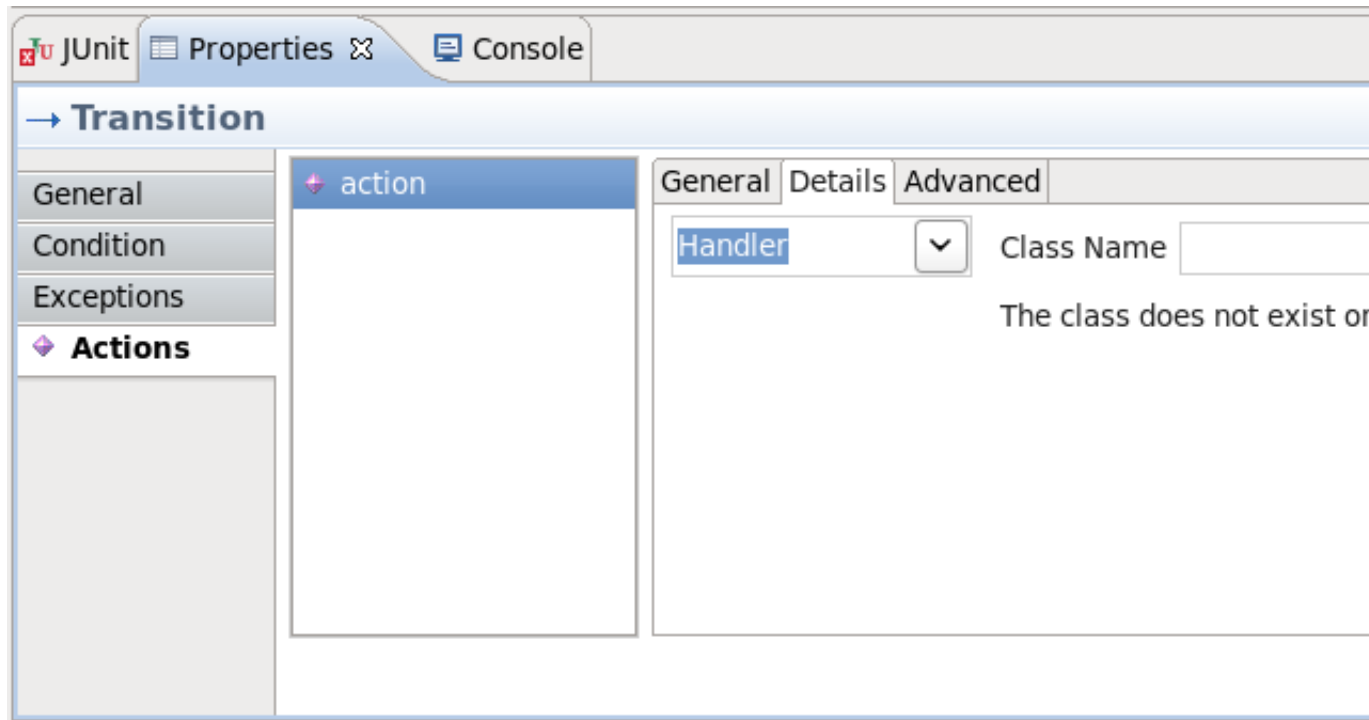 JUnit Properties Console
Transition
General
Condition
Exceptions
Actions
action
General Details Advanced
Handler Class Name
The class does not exist or